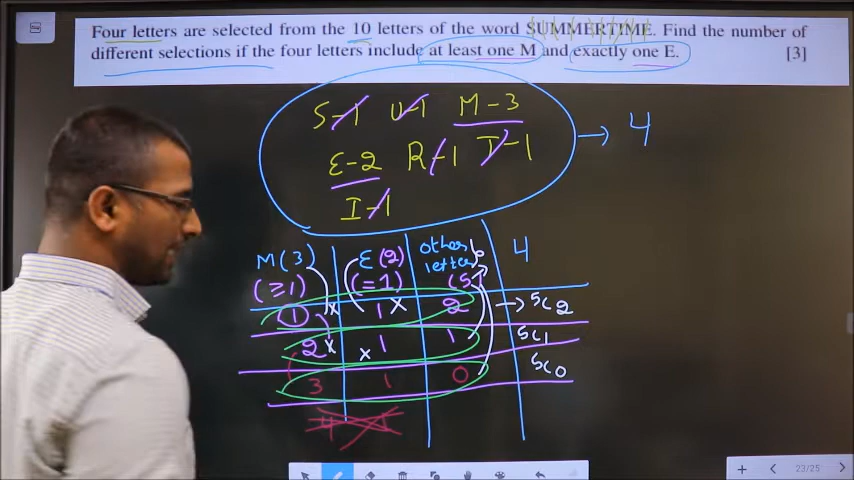 Four letters are selected from the 10 letters of the word SUMMERTIME. Find the number of
different selections if the four letters include at least one M and exactly one E. [3]
S-1 U-1 M-3
→ 4
E-2 R-1 T-1
I-1
M(3) E(2) other letters 4
(≥1) (=1) (5)
1 × 1 × 2 → 5C2
2 × 1 × 1 5C1
3 1 0 5C0
4 1
23/25